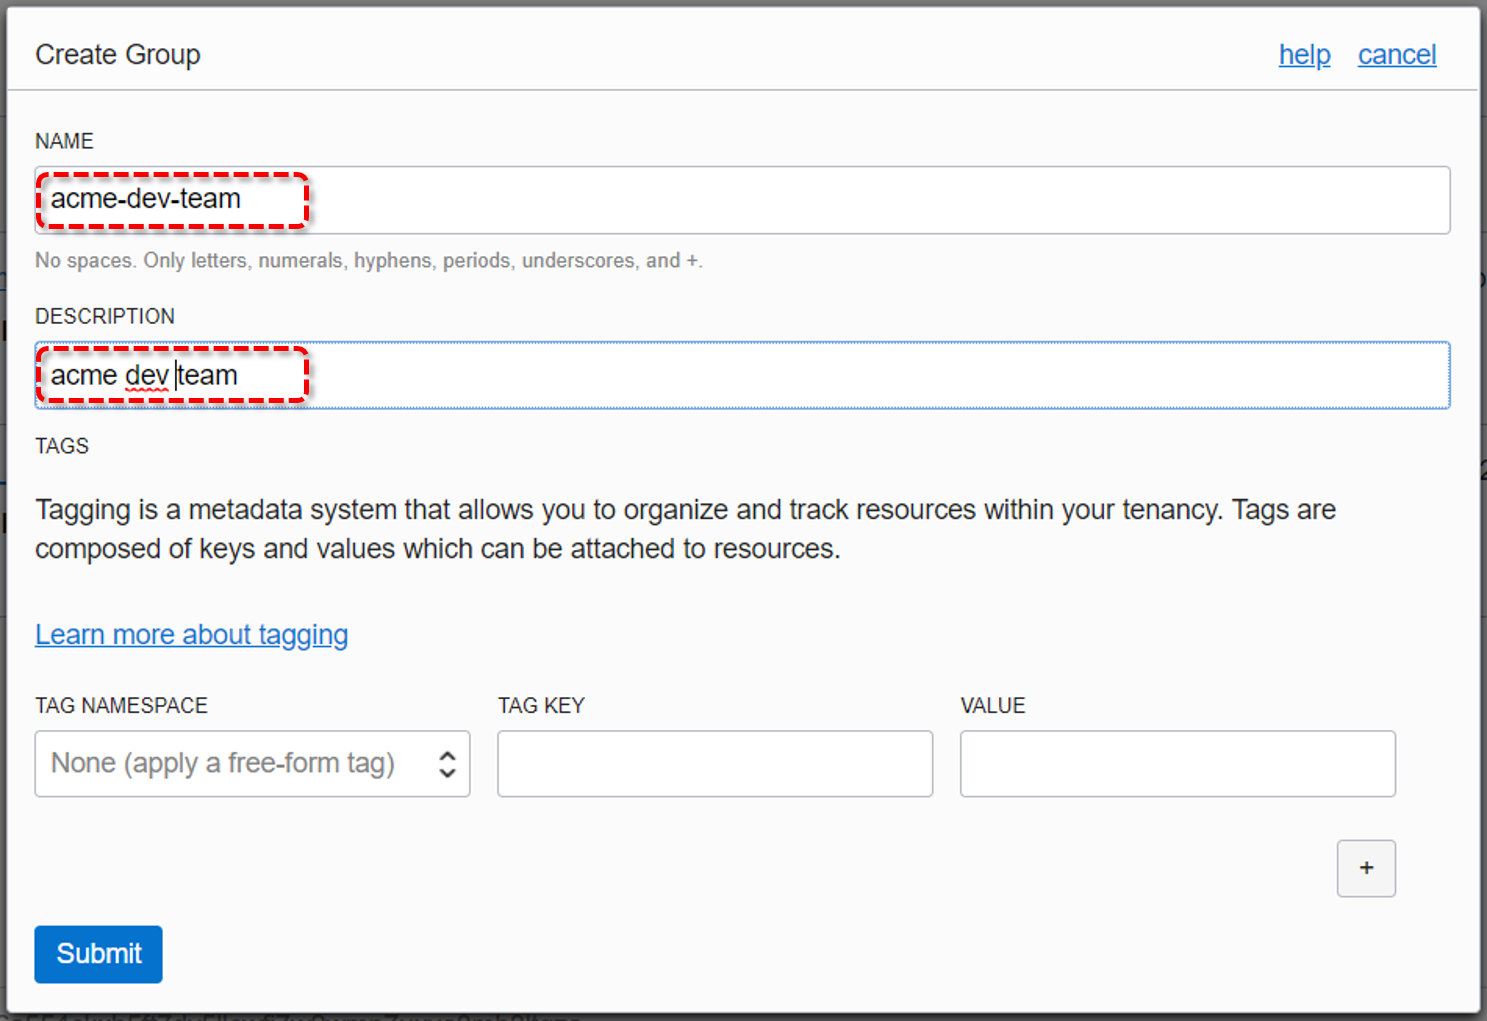 Create Group help cancel
NAME
acme-dev-team
No spaces. Only letters, numerals, hyphens, periods, underscores, and +.
DESCRIPTION
acme dev team
TAGS
Tagging is a metadata system that allows you to organize and track resources within your tenancy. Tags are
composed of keys and values which can be attached to resources.
Learn more about tagging
TAG NAMESPACE TAG KEY VALUE
None (apply a free-form tag)
+
Submit